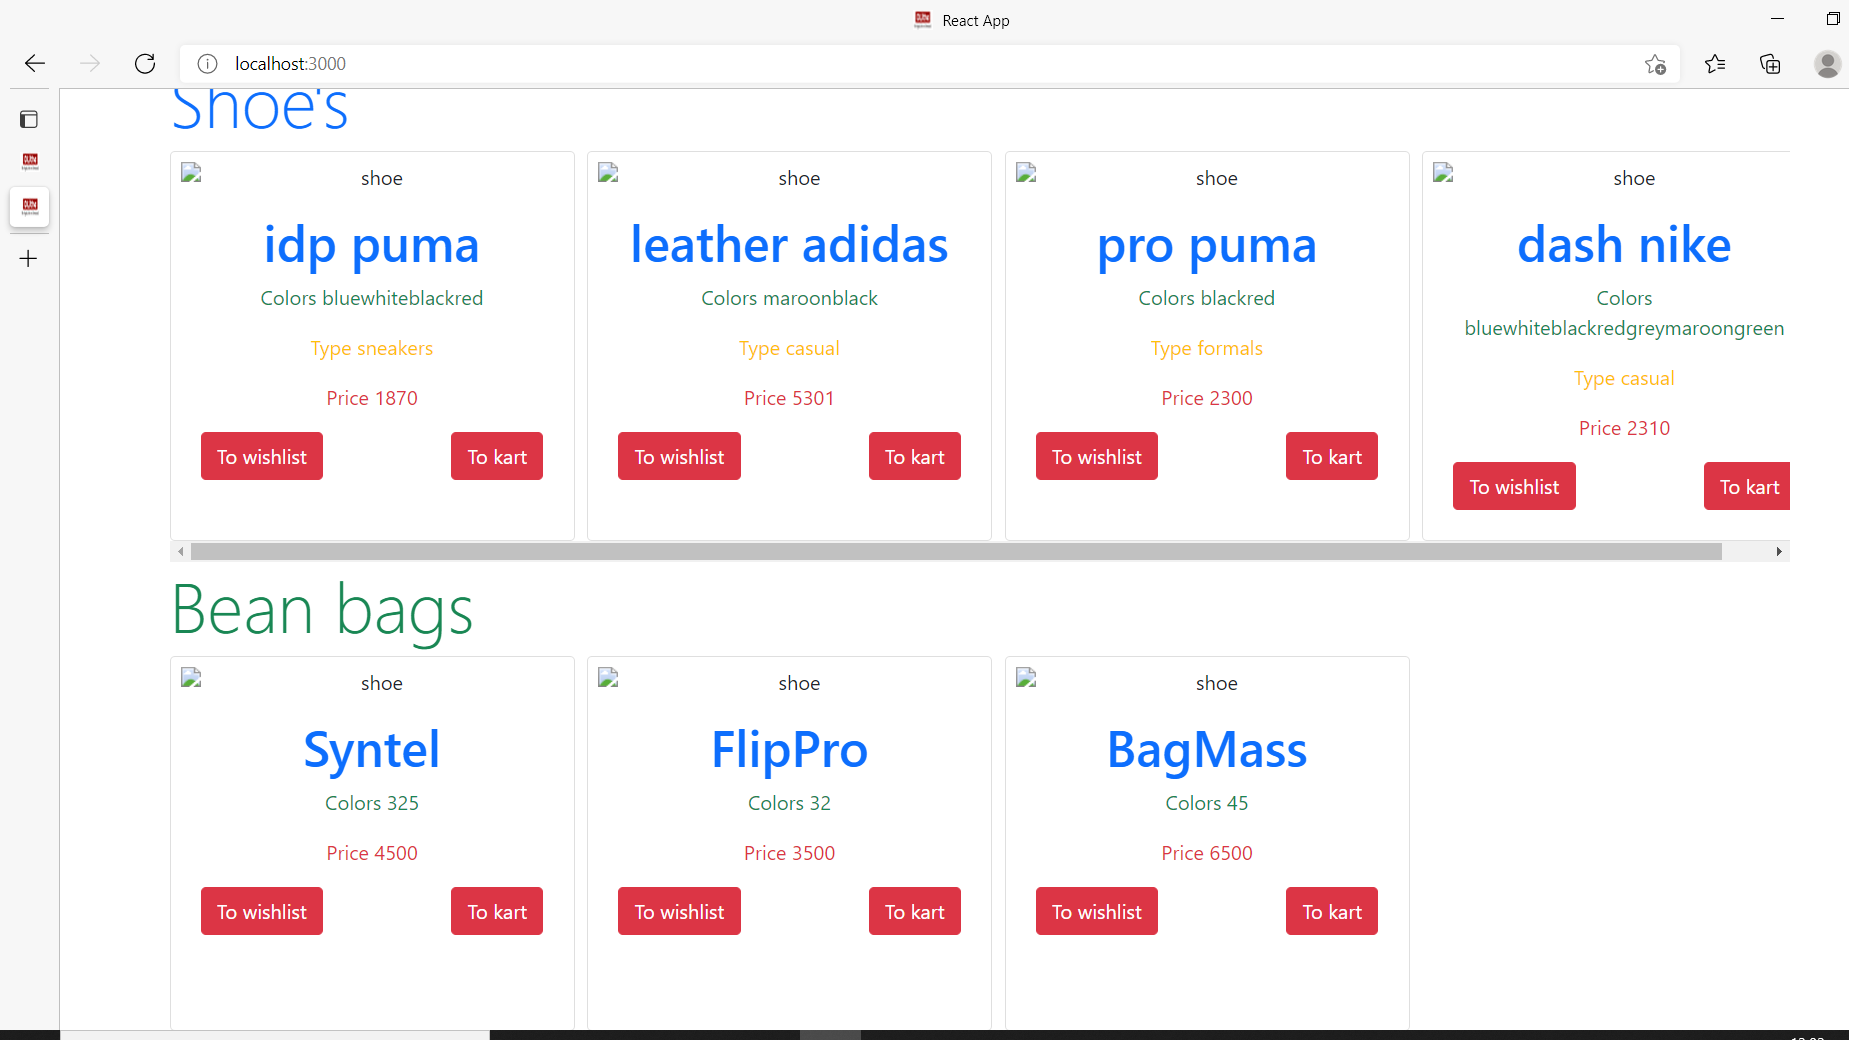 React App
localhost:3000
Shoe's
shoe shoe shoe shoe
idp puma leather adidas pro puma dash nike
Colors bluewhiteblackred Colors maroonblack Colors blackred Colors
bluewhiteblackredgreymaroongreen
Type sneakers Type casual Type formals
Type casual
Price 1870 Price 5301 Price 2300
Price 2310
To wishlist To kart To wishlist To kart To wishlist To kart
To wishlist To kart
Bean bags
shoe shoe shoe
Syntel FlipPro BagMass
Colors 325 Colors 32 Colors 45
Price 4500 Price 3500 Price 6500
To wishlist To kart To wishlist To kart To wishlist To kart